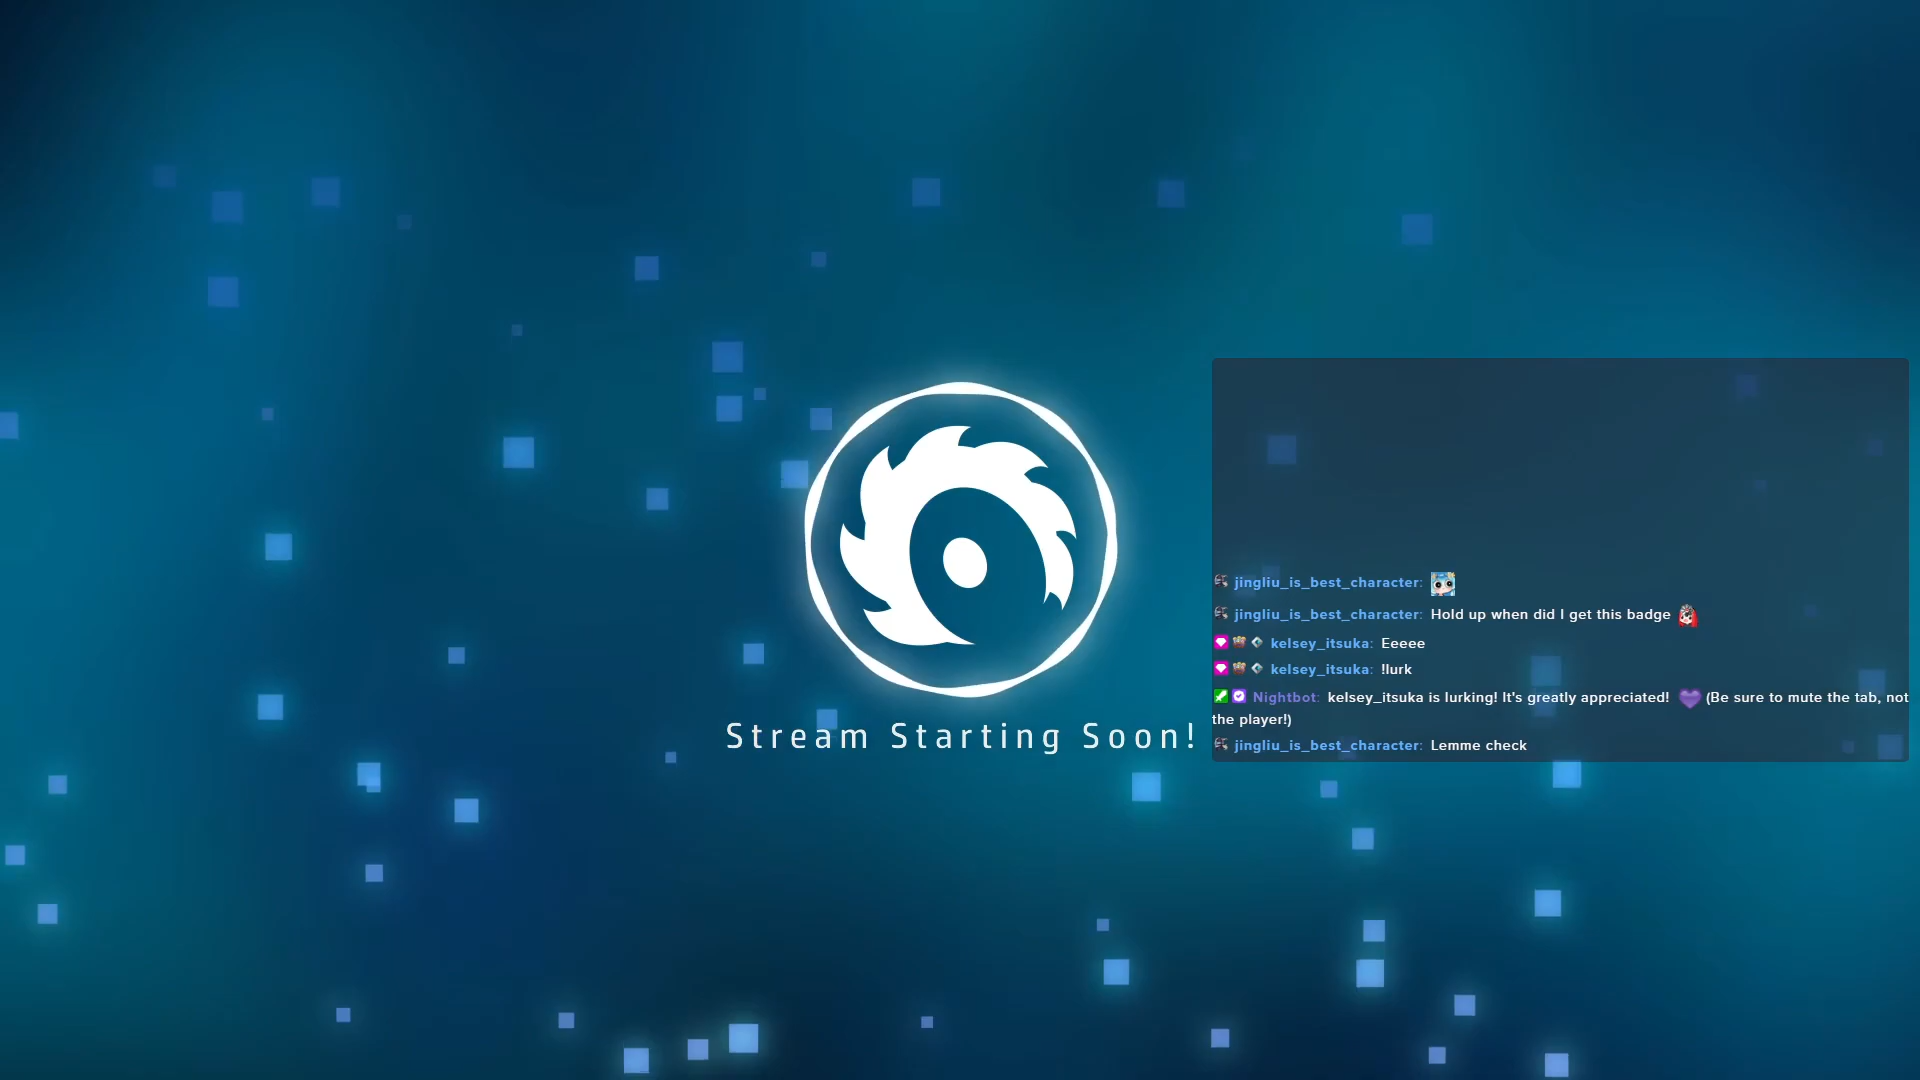 jingliu_is_best_character:
jingliu_is_best_character: Hold up when did I get this badge
kelsey_itsuka: Eeeee
kelsey_itsuka: !lurk
Nightbot: kelsey_itsuka is lurking! It's greatly appreciated! (Be sure to mute the tab, not
the player!)
jingliu_is_best_character: Lemme check
Stream Starting Soon!